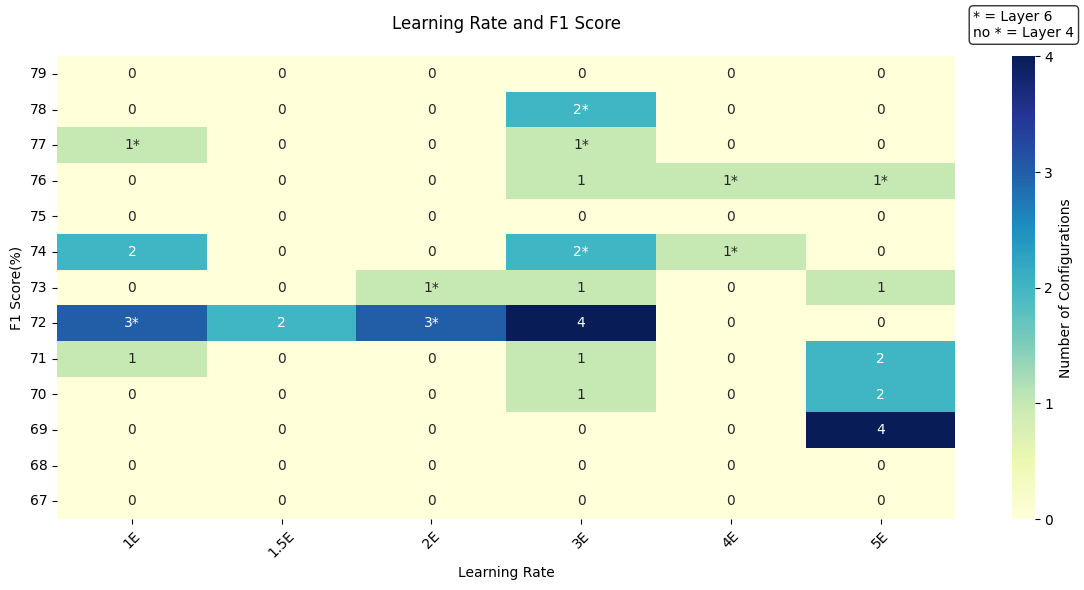 Learning Rate and F1 Score
* = Layer 6
no * = Layer 4
79 0 0 0 0 0 0
78 0 0 0 2* 0 0
77 1* 0 0 1* 0 0
76 0 0 0 1 1* 1*
75 0 0 0 0 0 0
74 2 0 0 2* 1* 0
73 0 0 1* 1 0 1
72 3* 2 3* 4 0 0
71 1 0 0 1 0 2
70 0 0 0 1 0 2
69 0 0 0 0 0 4
68 0 0 0 0 0 0
67 0 0 0 0 0 0
F1 Score(%)
1E 1.5E 2E 3E 4E 5E
Learning Rate
4
3
2
1
0
Number of Configurations